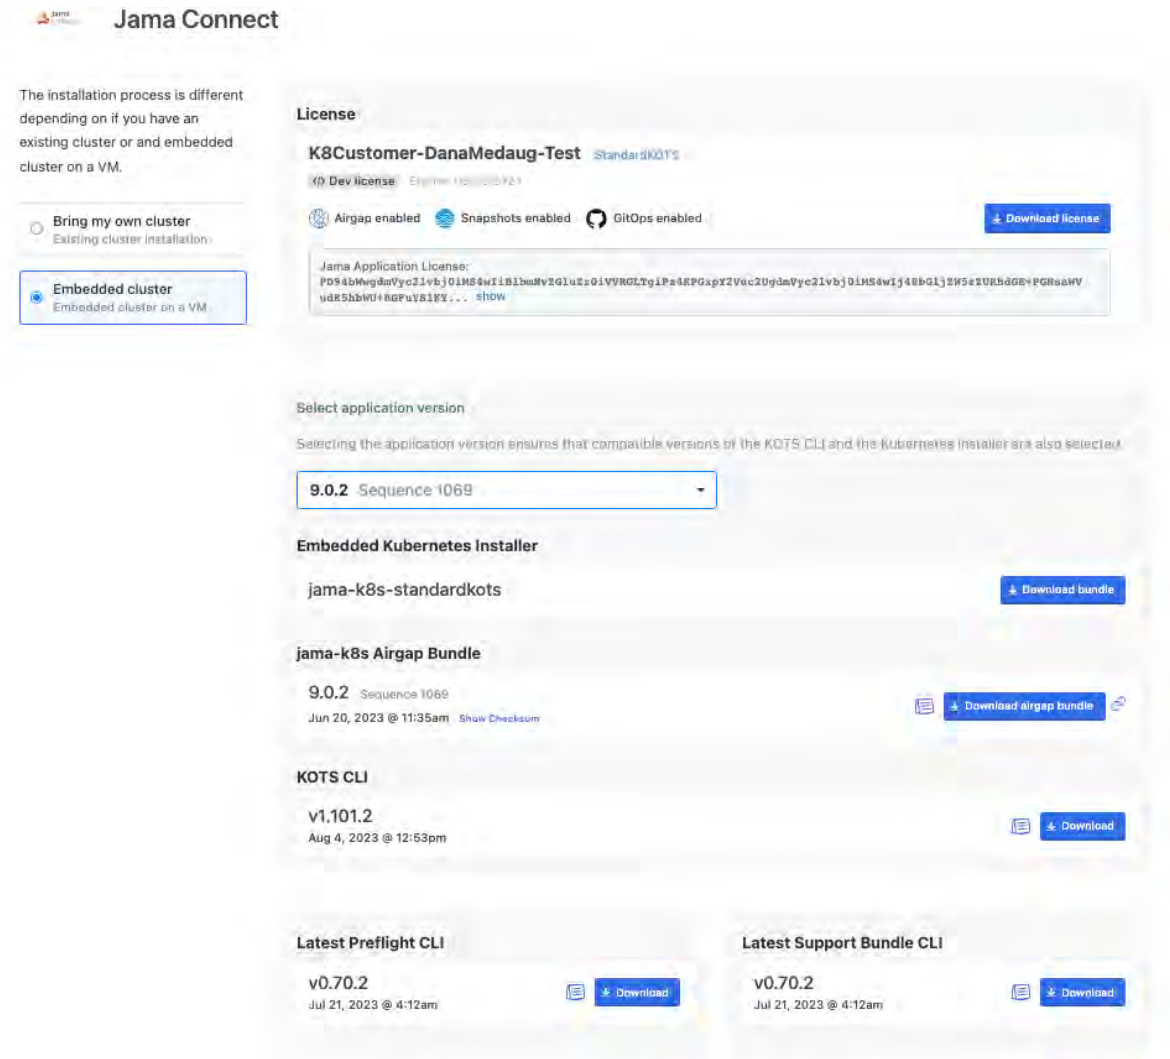 Jama Connect
The installation process is different
depending on if you have an
existing cluster or and embedded
cluster on a VM.
Bring my own cluster
Existing cluster installation
Embedded cluster
Embedded cluster on a VM
License
K8Customer-DanaMedaug-Test StandardKOTS
Dev license
Airgap enabled Snapshots enabled GitOps enabled
Download license
Jama Application License:
show
Select application version
Selecting the application version ensures that compatible versions of the KOTS CLI and the Kubernetes installer are also selected.
9.0.2 Sequence 1069
Embedded Kubernetes Installer
jama-k8s-standardkots
Download bundle
jama-k8s Airgap Bundle
9.0.2 Sequence 1069
Jun 20, 2023 @ 11:35am Show Checksum
Download airgap bundle
KOTS CLI
v1.101.2
Aug 4, 2023 @ 12:53pm
Download
Latest Preflight CLI
v0.70.2
Jul 21, 2023 @ 4:12am
Download
Latest Support Bundle CLI
v0.70.2
Jul 21, 2023 @ 4:12am
Download